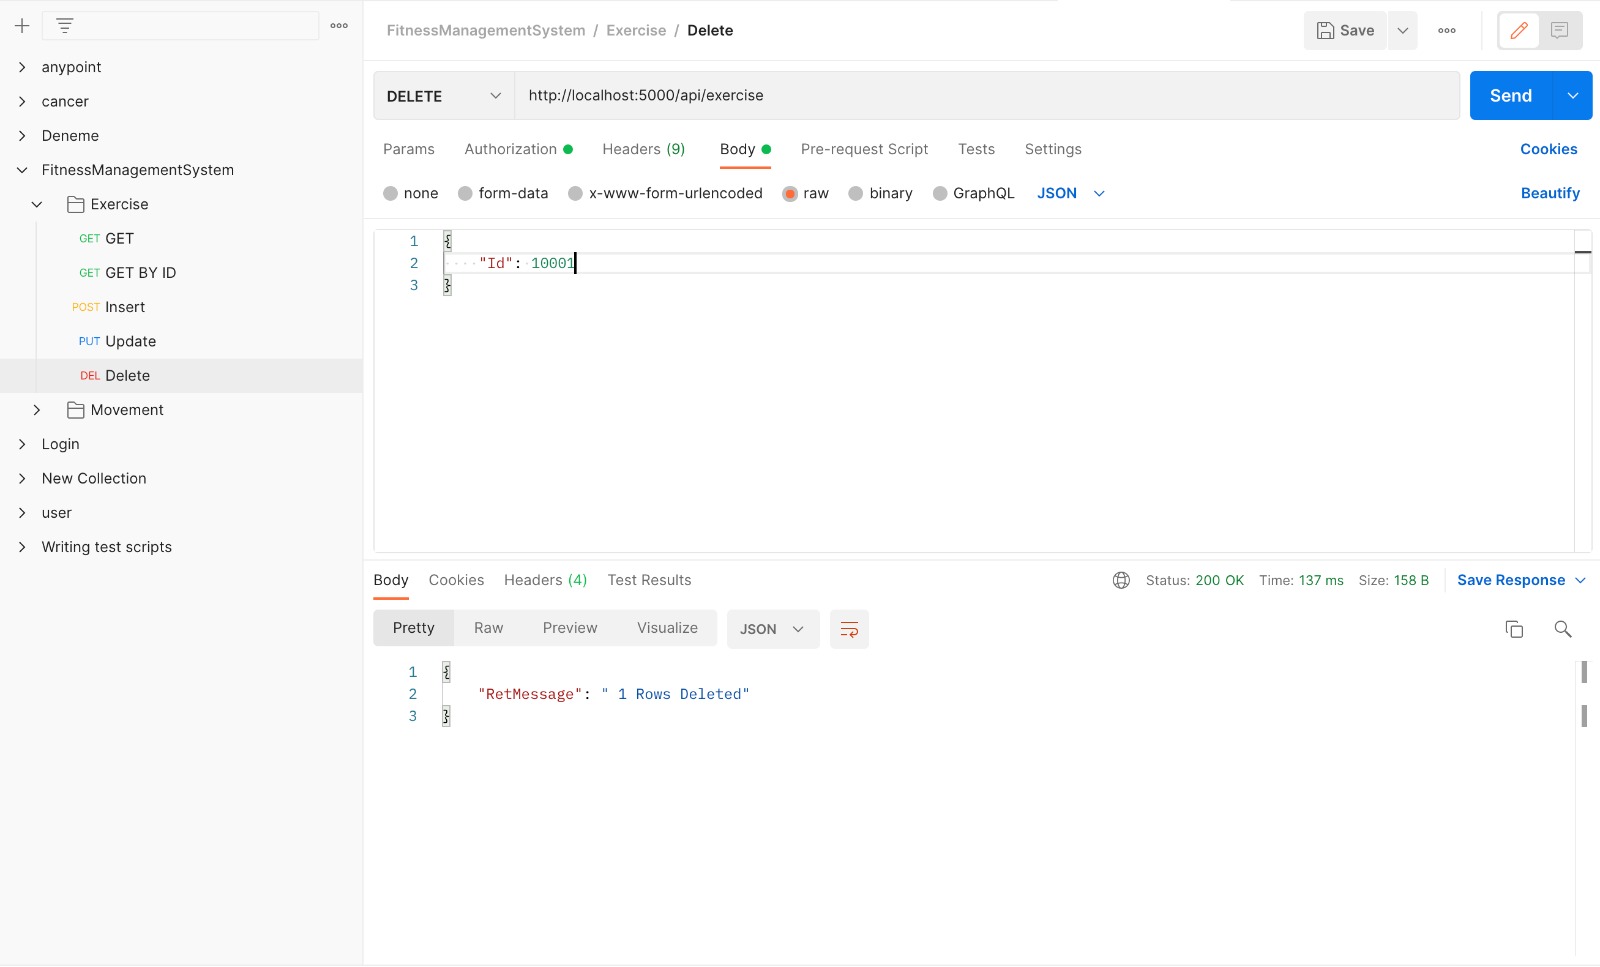 anypoint
cancer
Deneme
FitnessManagementSystem
Exercise
GET GET
GET GET BY ID
POST Insert
PUT Update
DEL Delete
Movement
Login
New Collection
user
Writing test scripts
FitnessManagementSystem / Exercise / Delete
Save
DELETE http://localhost:5000/api/exercise Send
Params Authorization Headers (9) Body Pre-request Script Tests Settings Cookies
none form-data x-www-form-urlencoded raw binary GraphQL JSON Beautify
1 {
2 "Id": 10001
3 }
Body Cookies Headers (4) Test Results Status: 200 OK Time: 137 ms Size: 158 B Save Response
Pretty Raw Preview Visualize JSON
1 {
2 "RetMessage": " 1 Rows Deleted"
3 }